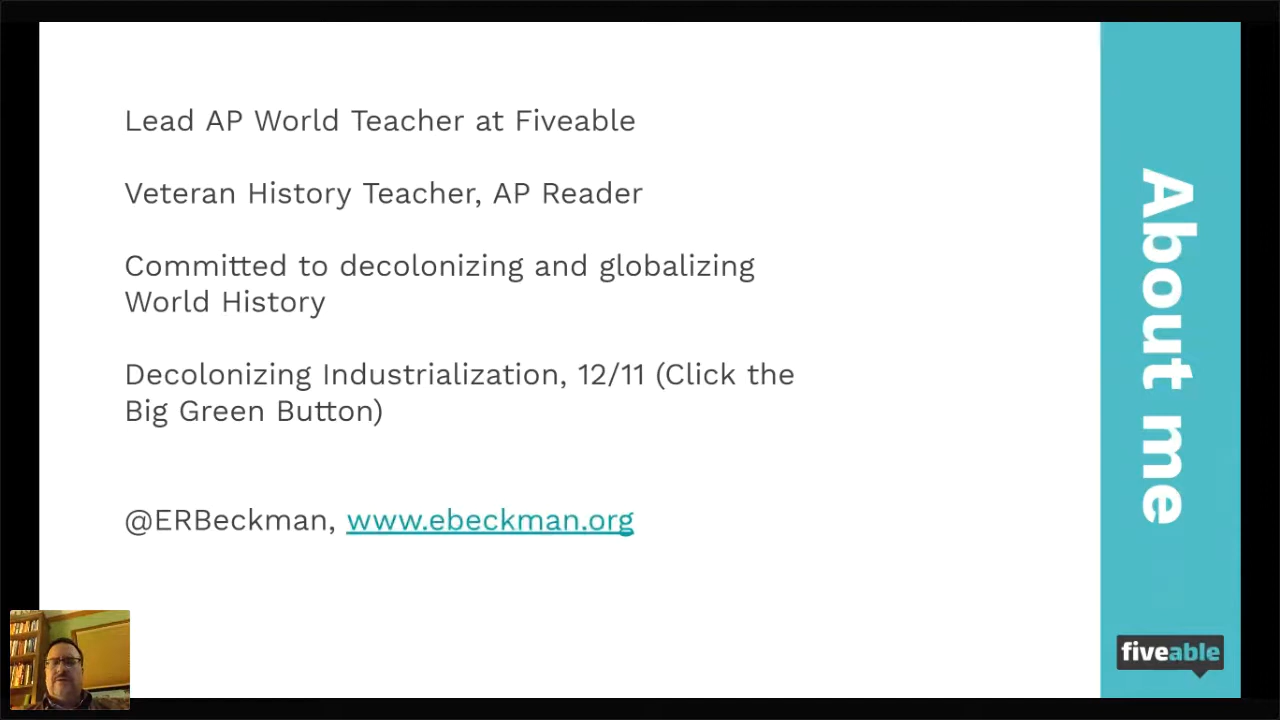 Lead AP World Teacher at Fiveable
Veteran History Teacher, AP Reader
Committed to decolonizing and globalizing
World History
Decolonizing Industrialization, 12/11 (Click the
Big Green Button)
@ERBeckman, www.ebeckman.org
About me
fiveable